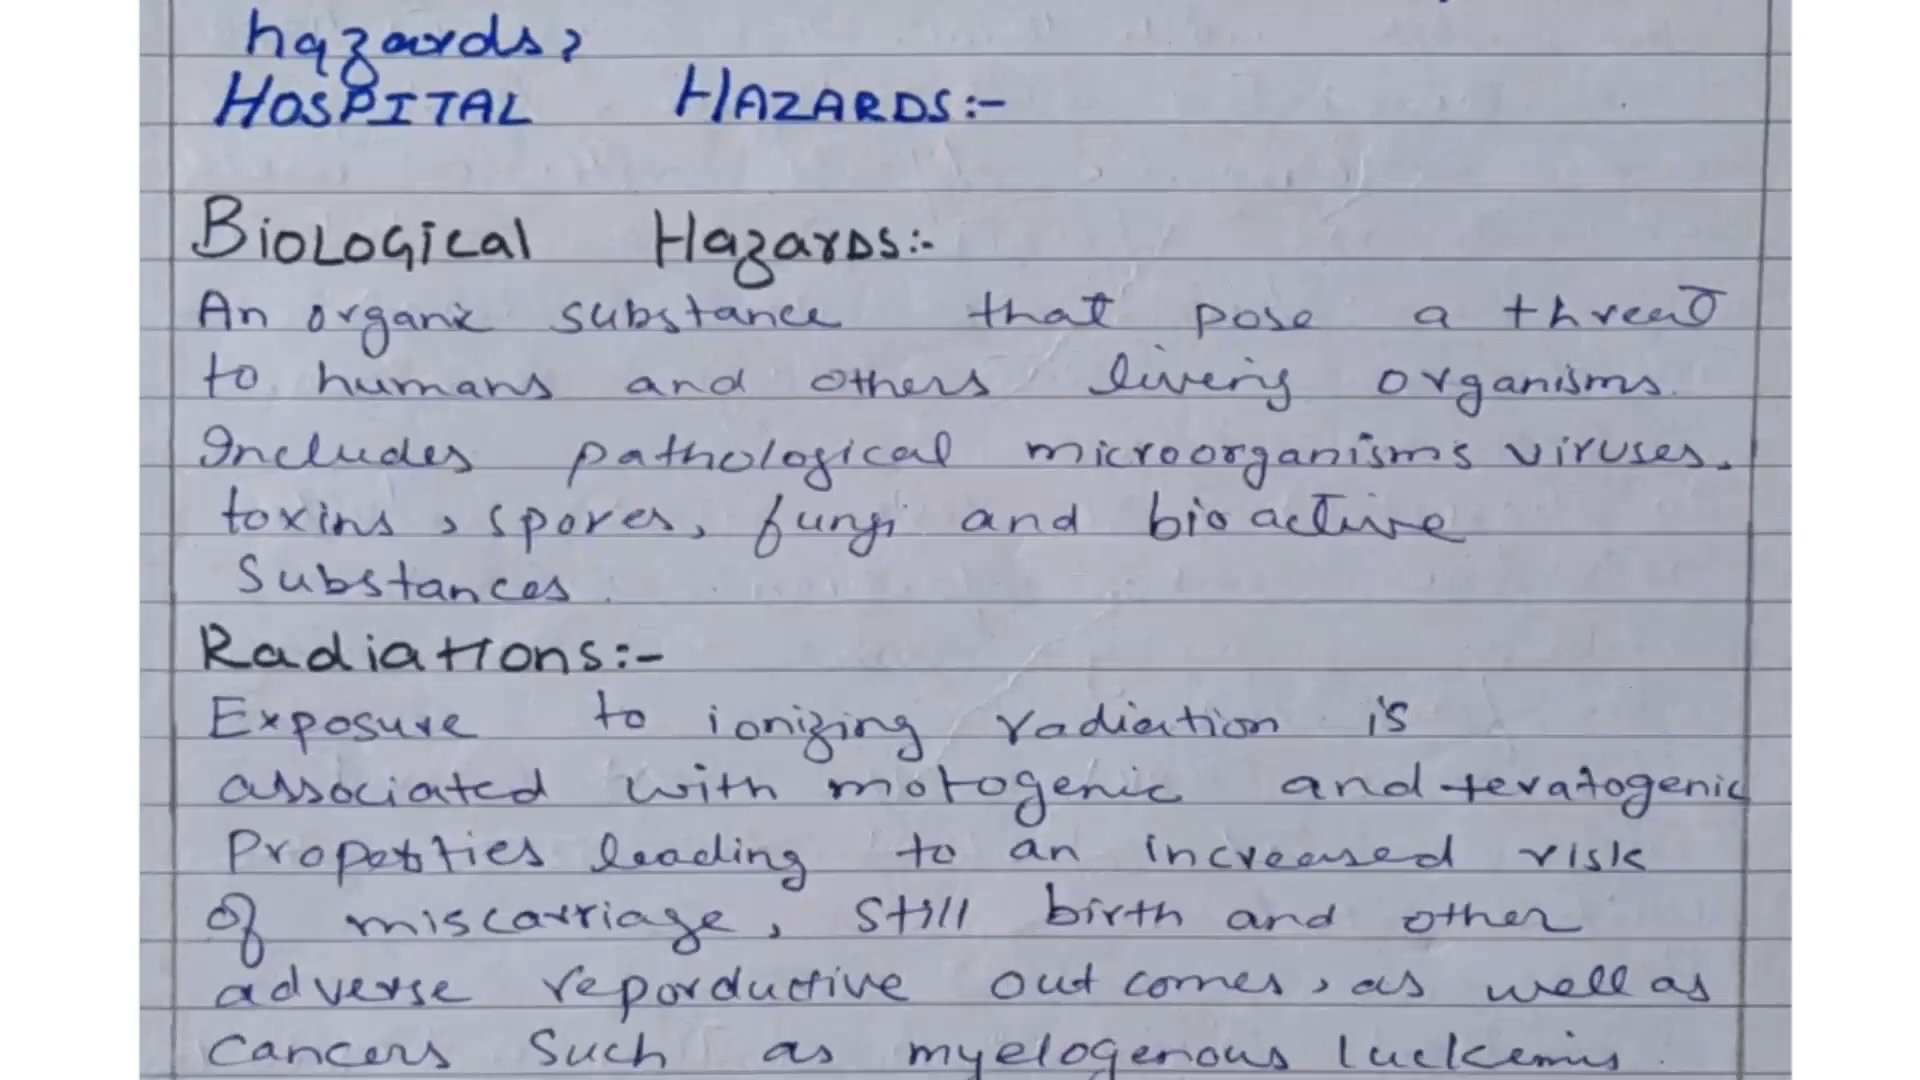 hazards,
HOSPITAL HAZARDS:-
BIOLOGICAL HAZARDS:-
An organic substance that pose a threat
to humans and others living organisms.
Includes pathological microorganisms viruses,
toxins, spores, fungi and bioactive
Substances.
Radiations:-
Exposure to ionizing radiation is
associated with motogenic and teratogenic
Propetities leading to an increased risk
of miscarriage, still birth and other
adverse reporductive out comes, as well as
cancers such as myelogenous luekemis.